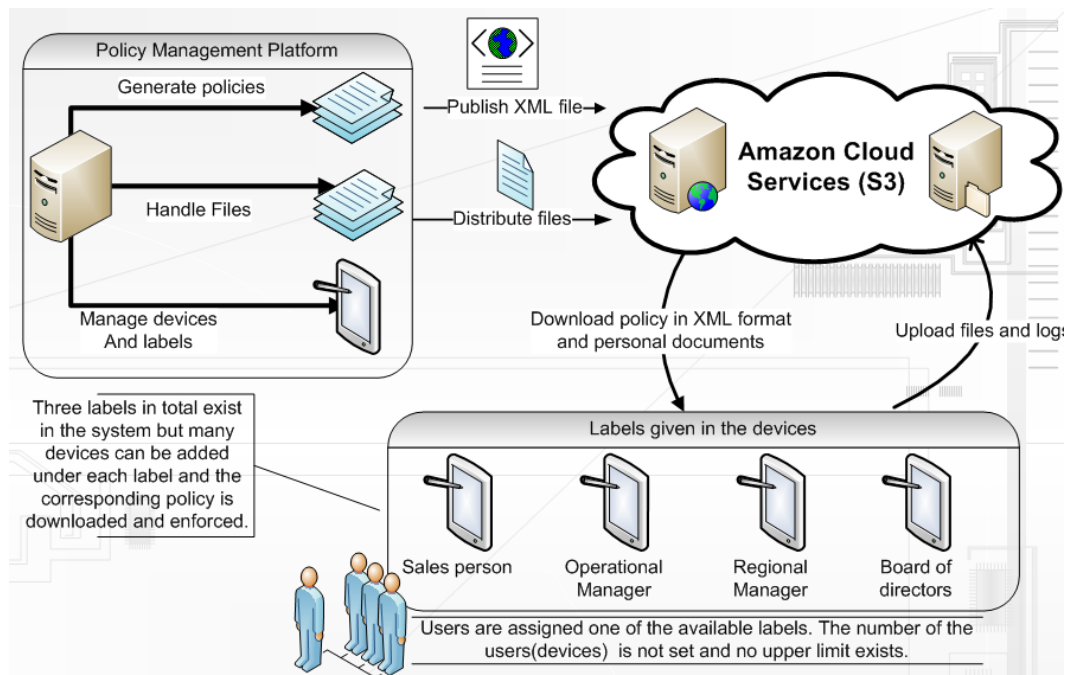 Policy Management Platform
Generate policies
Handle Files
Manage devices
And labels
Publish XML file
Distribute files
Amazon Cloud
Services (S3)
Download policy in XML format
and personal documents
Upload files and logs
Three labels in total exist
in the system but many
devices can be added
under each label and the
corresponding policy is
downloaded and enforced.
Labels given in the devices
Sales person
Operational
Manager
Regional
Manager
Board of
directors
Users are assigned one of the available labels. The number of the
users(devices) is not set and no upper limit exists.